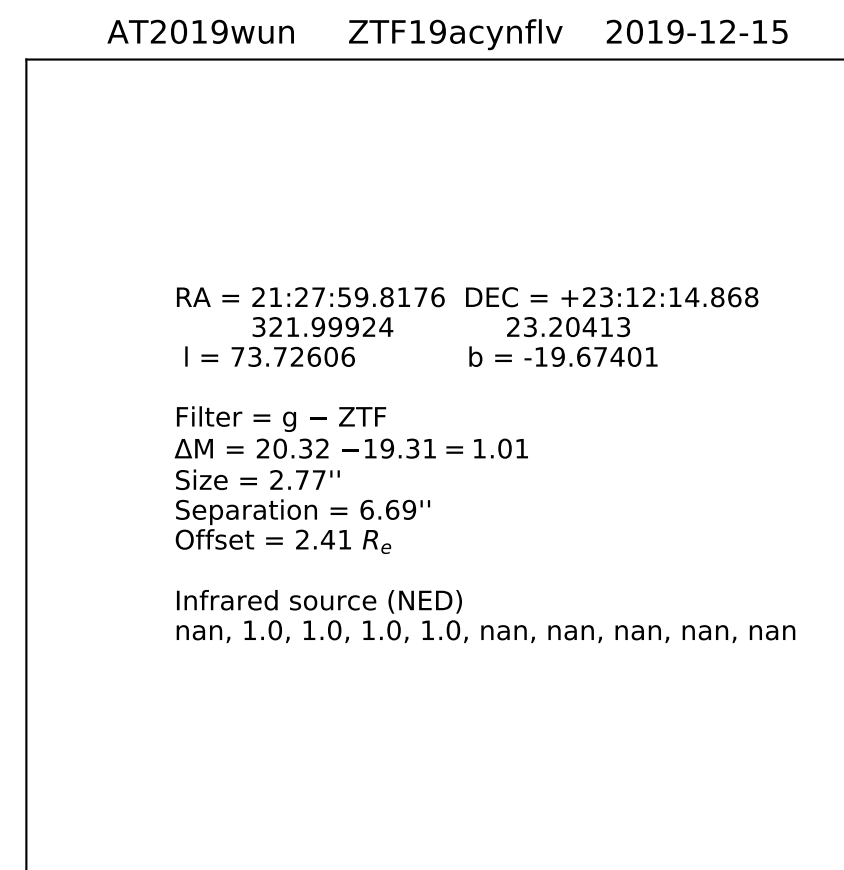 AT2019wun ZTF19acynflv 2019-12-15
RA = 21:27:59.8176 DEC = +23:12:14.868
321.99924 23.20413
l = 73.72606 b = -19.67401
Filter = g − ZTF
ΔM = 20.32 −19.31 = 1.01
Size = 2.77''
Separation = 6.69''
Offset = 2.41 Rₑ
Infrared source (NED)
nan, 1.0, 1.0, 1.0, 1.0, nan, nan, nan, nan, nan